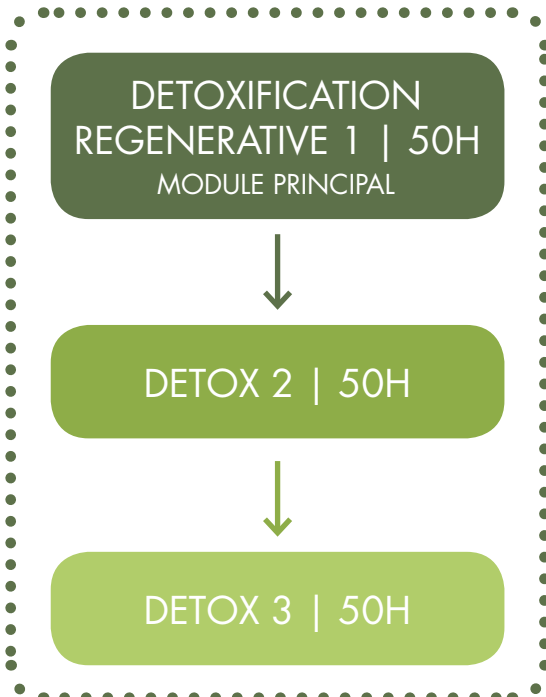 DETOXIFICATION
REGENERATIVE 1 | 50H
MODULE PRINCIPAL
DETOX 2 | 50H
DETOX 3 | 50H